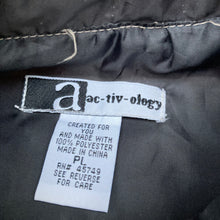 a ac-tiv-ology
CREATED FOR
YOU
AND MADE WITH
100% POLYESTER
MADE IN CHINA
PL
RN# 45749
SEE REVERSE
FOR CARE